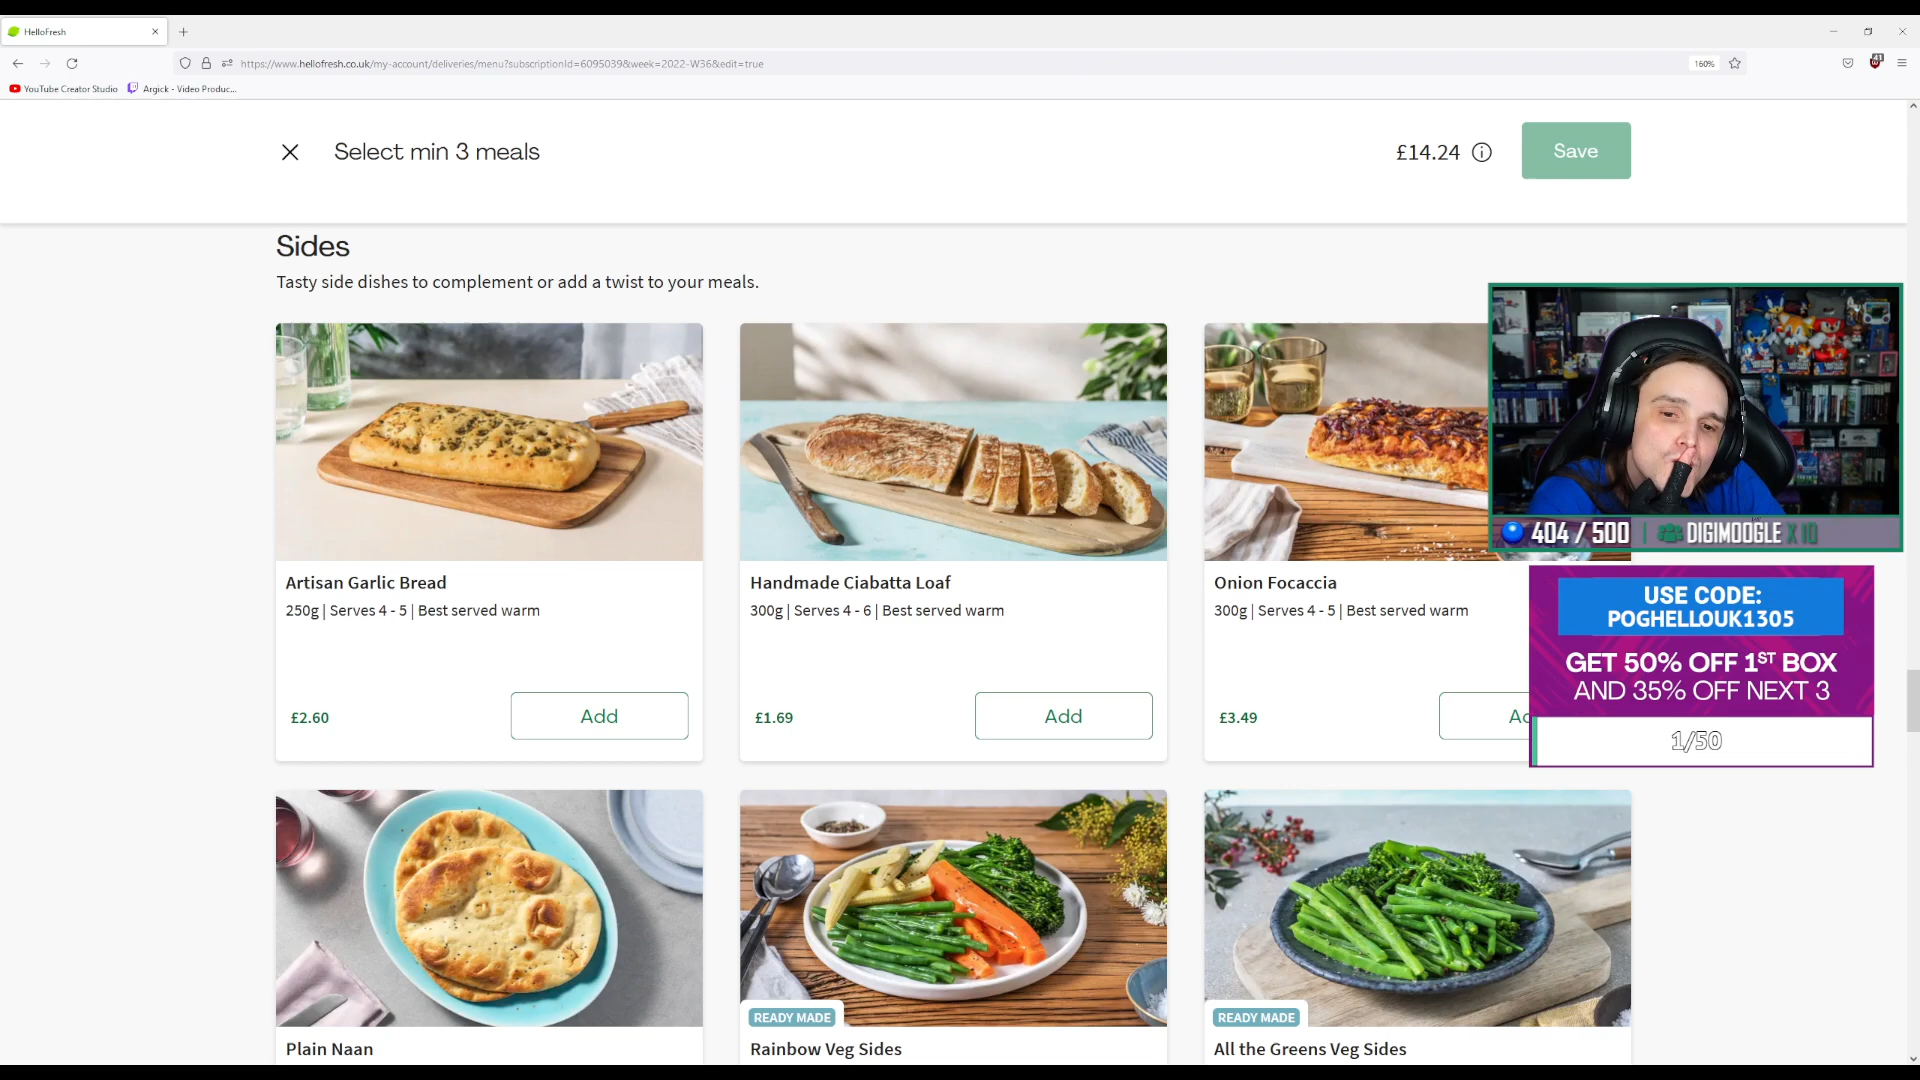 HelloFresh
https://www.hellofresh.co.uk/my-account/deliveries/menu?subscriptionId=6095039&week=2022-W36&edit=true
160%
YouTube Creator Studio
Argick - Video Produc...
Select min 3 meals
£14.24
Save
Sides
Tasty side dishes to complement or add a twist to your meals.
Artisan Garlic Bread
250g | Serves 4 - 5 | Best served warm
£2.60
Add
Handmade Ciabatta Loaf
300g | Serves 4 - 6 | Best served warm
£1.69
Add
Onion Focaccia
300g | Serves 4 - 5 | Best served warm
£3.49
404 / 500
DIGIMOOGLE X 10
USE CODE:
POGHELLOUK1305
GET 50% OFF 1ST BOX
AND 35% OFF NEXT 3
1/50
Plain Naan
READY MADE
Rainbow Veg Sides
READY MADE
All the Greens Veg Sides